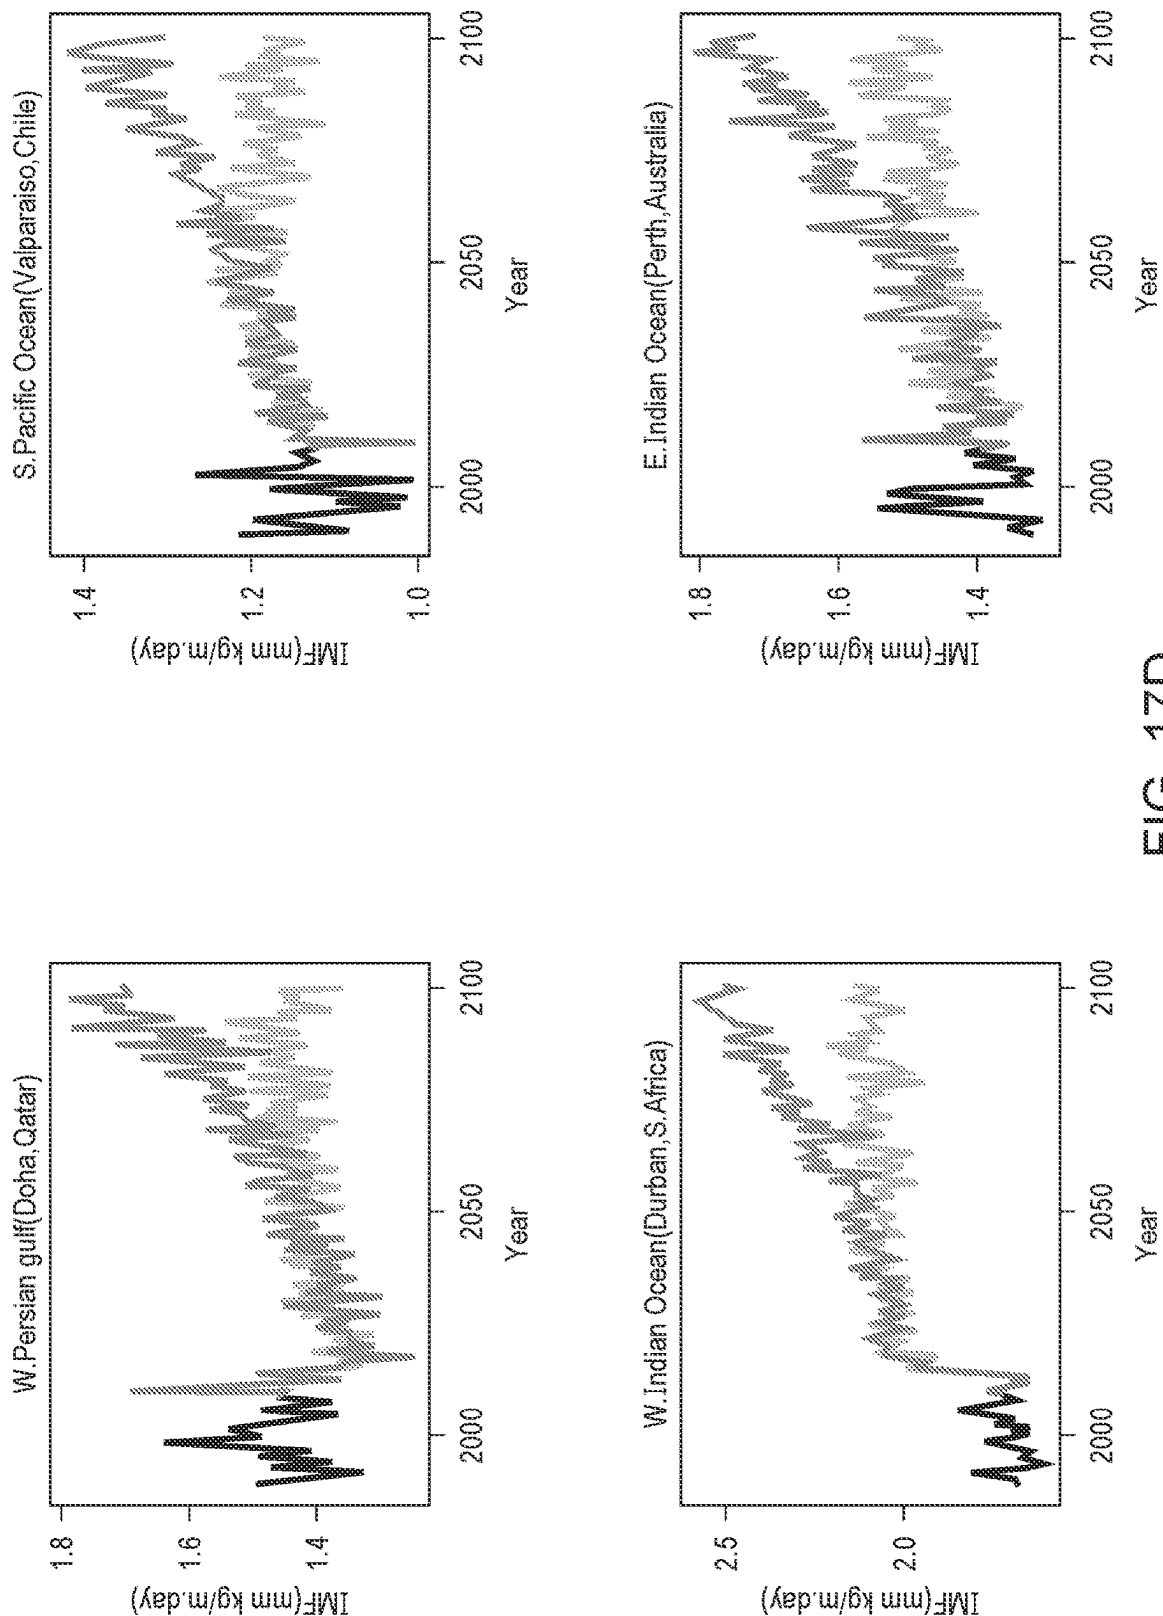 W.Persian gulf(Doha,Qatar)
IMF(mm kg/m.day)
1.8
1.6
1.4
2000
2050
2100
Year
S.Pacific Ocean(Valparaiso,Chile)
IMF(mm kg/m.day)
1.4
1.2
1.0
2000
2050
2100
Year
W.Indian Ocean(Durban,S.Africa)
IMF(mm kg/m.day)
2.5
2.0
2000
2050
2100
Year
E.Indian Ocean(Perth,Australia)
IMF(mm kg/m.day)
1.8
1.6
1.4
2000
2050
2100
Year
FIG. 17D